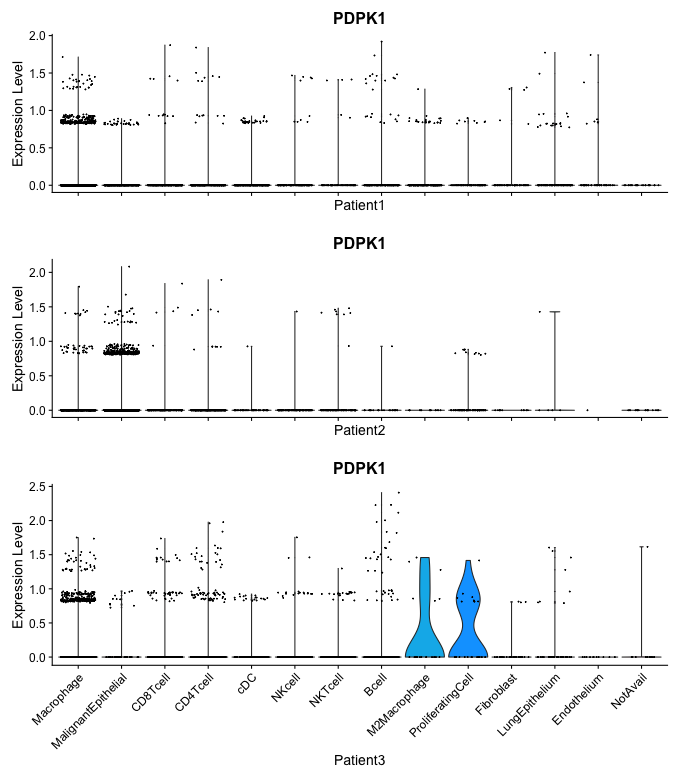 PDPK1
Expression Level
2.0
1.5
1.0
0.5
0.0
Patient1
PDPK1
Expression Level
2.0
1.5
1.0
0.5
0.0
Patient2
PDPK1
Expression Level
2.5
2.0
1.5
1.0
0.5
0.0
Macrophage
MalignantEpithelial
CD8Tcell
CD4Tcell
cDC
NKcell
NKTcell
Bcell
M2Macrophage
ProliferatingCell
Fibroblast
LungEpithelium
Endothelium
NotAvail
Patient3